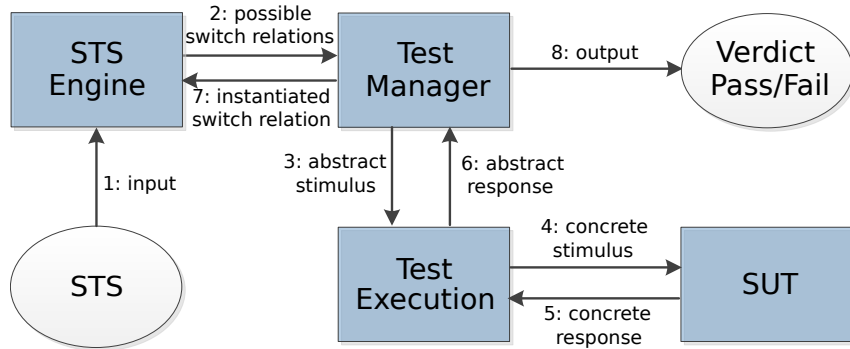 STS
Engine
2: possible
switch relations
7: instantiated
switch relation
Test
Manager
8: output
Verdict
Pass/Fail
1: input
3: abstract
stimulus
6: abstract
response
STS
Test
Execution
4: concrete
stimulus
5: concrete
response
SUT